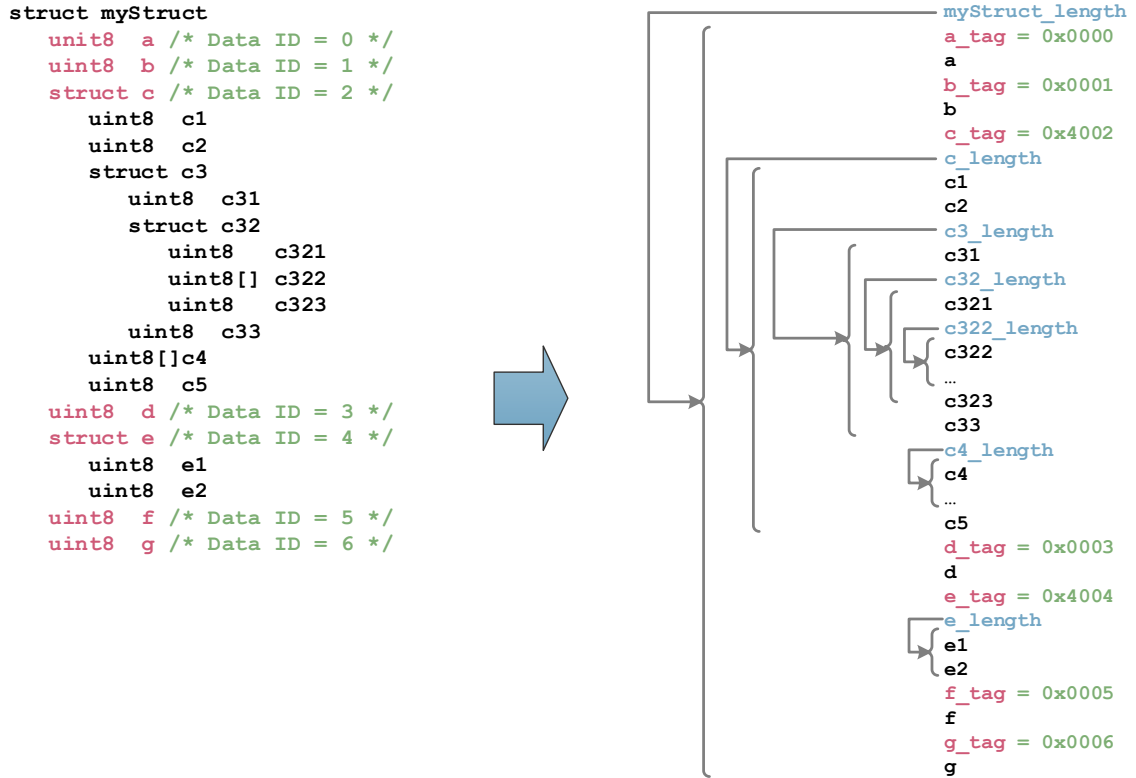 struct myStruct
unit8 a /* Data ID = 0 */
uint8 b /* Data ID = 1 */
struct c /* Data ID = 2 */
uint8 c1
uint8 c2
struct c3
uint8 c31
struct c32
uint8 c321
uint8[] c322
uint8 c323
uint8 c33
uint8[]c4
uint8 c5
uint8 d /* Data ID = 3 */
struct e /* Data ID = 4 */
uint8 e1
uint8 e2
uint8 f /* Data ID = 5 */
uint8 g /* Data ID = 6 */
myStruct_length
a_tag = 0x0000
a
b_tag = 0x0001
b
c_tag = 0x4002
c_length
c1
c2
c3_length
c31
c32_length
c321
c322_length
c322
…
c323
c33
c4_length
c4
…
c5
d_tag = 0x0003
d
e_tag = 0x4004
e_length
e1
e2
f_tag = 0x0005
f
g_tag = 0x0006
g